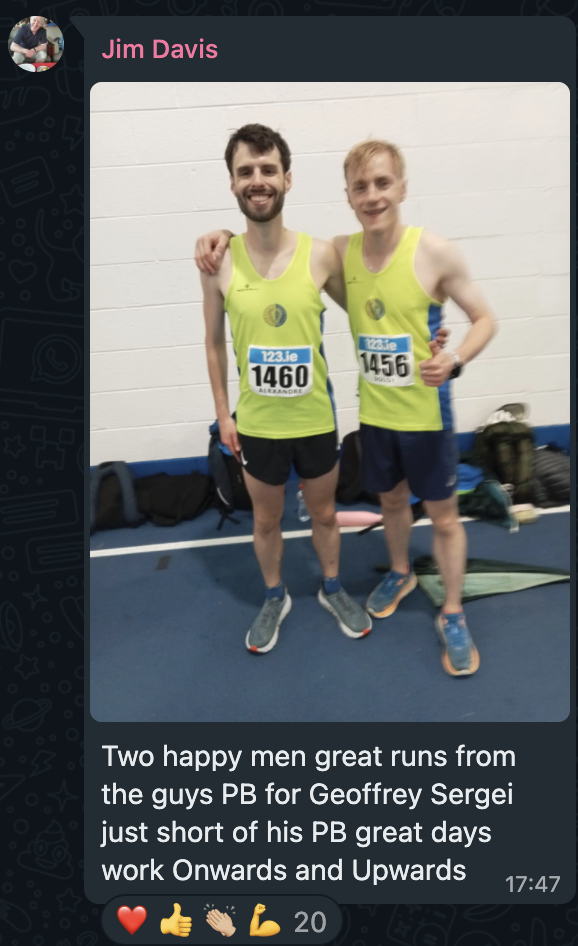 Jim Davis
123.ie
1460
ALEXANDRE
123.ie
1456
Two happy men great runs from
the guys PB for Geoffrey Sergei
just short of his PB great days
work Onwards and Upwards
17:47
20